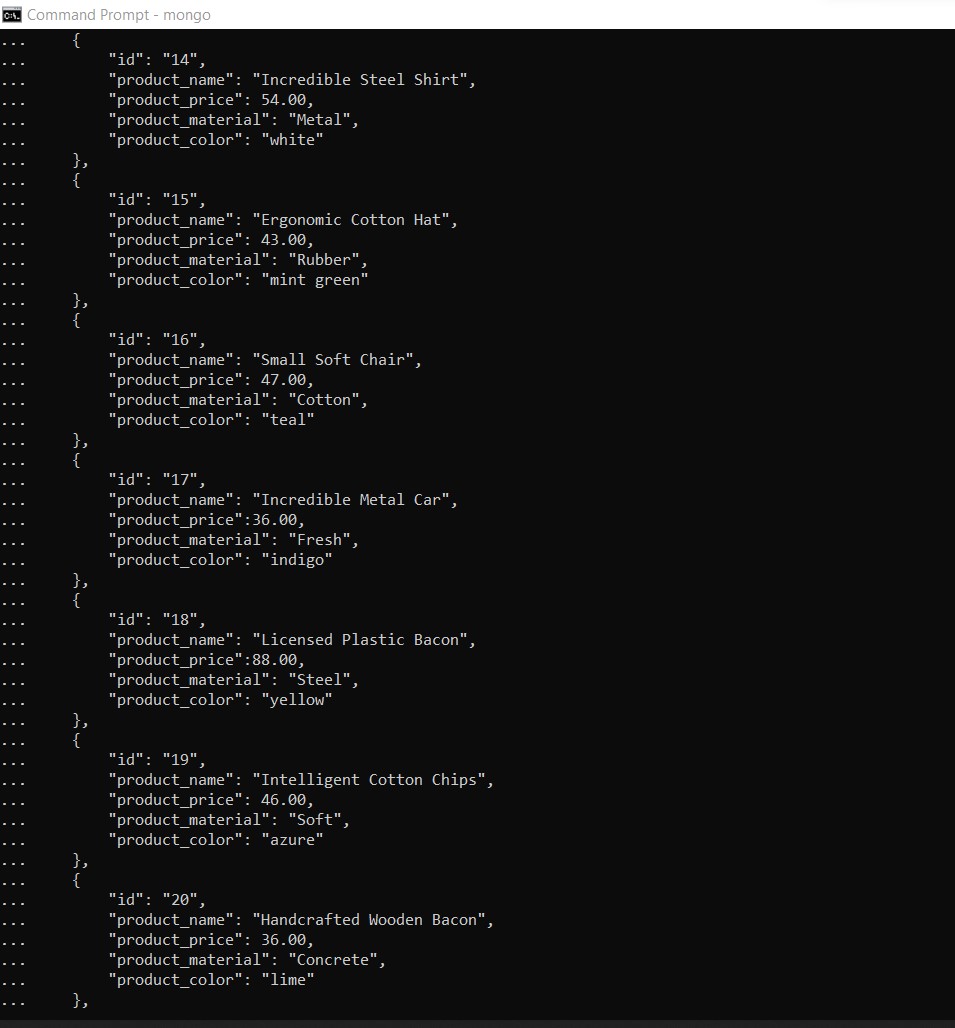 Command Prompt - mongo
...     {
...         "id": "14",
...         "product_name": "Incredible Steel Shirt",
...         "product_price": 54.00,
...         "product_material": "Metal",
...         "product_color": "white"
...     },
...     {
...         "id": "15",
...         "product_name": "Ergonomic Cotton Hat",
...         "product_price": 43.00,
...         "product_material": "Rubber",
...         "product_color": "mint green"
...     },
...     {
...         "id": "16",
...         "product_name": "Small Soft Chair",
...         "product_price": 47.00,
...         "product_material": "Cotton",
...         "product_color": "teal"
...     },
...     {
...         "id": "17",
...         "product_name": "Incredible Metal Car",
...         "product_price":36.00,
...         "product_material": "Fresh",
...         "product_color": "indigo"
...     },
...     {
...         "id": "18",
...         "product_name": "Licensed Plastic Bacon",
...         "product_price":88.00,
...         "product_material": "Steel",
...         "product_color": "yellow"
...     },
...     {
...         "id": "19",
...         "product_name": "Intelligent Cotton Chips",
...         "product_price": 46.00,
...         "product_material": "Soft",
...         "product_color": "azure"
...     },
...     {
...         "id": "20",
...         "product_name": "Handcrafted Wooden Bacon",
...         "product_price": 36.00,
...         "product_material": "Concrete",
...         "product_color": "lime"
...     },